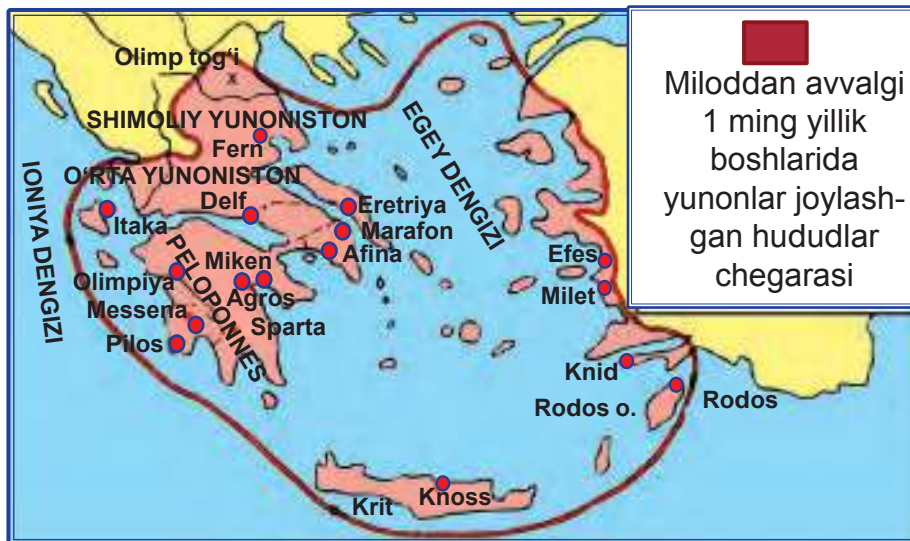 Olimp tog‘i
SHIMOLIY YUNONISTON
Fern
O‘RTA YUNONISTON
Delf
Eretriya
Marafon
Afina
Itaka
IONIYA DENGIZI
EGEY DENGIZI
PELOPONNES
Miken
Olimpiya
Agros
Messena
Sparta
Pilos
Efes
Milet
Knid
Rodos o.
Rodos
Knoss
Krit
Miloddan avvalgi
1 ming yillik
boshlarida
yunonlar joylash-
gan hududlar
chegarasi